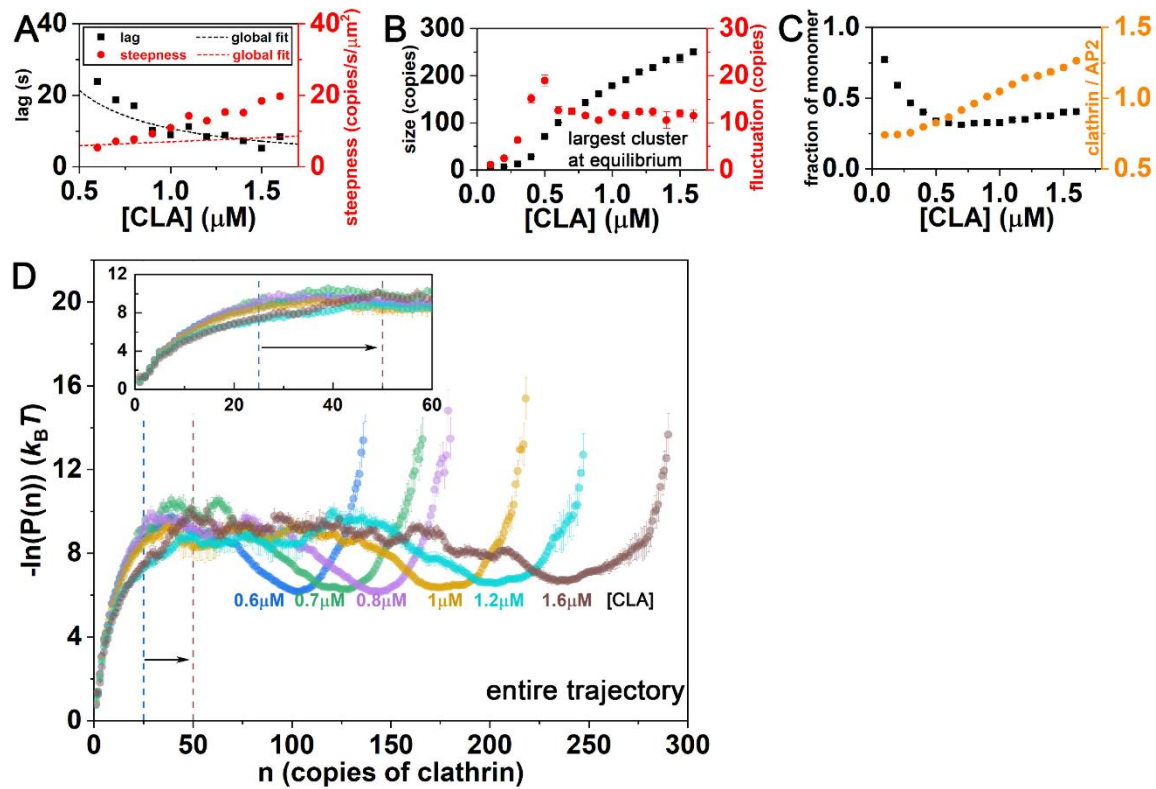 A
lag
global fit
steepness
global fit
lag (s)
40
20
0
0.5
1.0
1.5
[CLA] (μM)
40
20
0
steepness (copies/s/μm²)
B
size (copies)
300
200
100
0
0.0
0.5
1.0
1.5
[CLA] (μM)
largest cluster
at equilibrium
30
20
10
0
fluctuation (copies)
C
fraction of monomer
1.0
0.5
0.0
0.0
0.5
1.0
1.5
[CLA] (μM)
1.5
1.0
0.5
clathrin / AP2
D
-ln(P(n)) (k_BT)
20
16
12
8
4
0
12
8
4
0
0
20
40
60
0.6μM
0.7μM
0.8μM
1μM
1.2μM
1.6μM
[CLA]
entire trajectory
0
50
100
150
200
250
300
n (copies of clathrin)